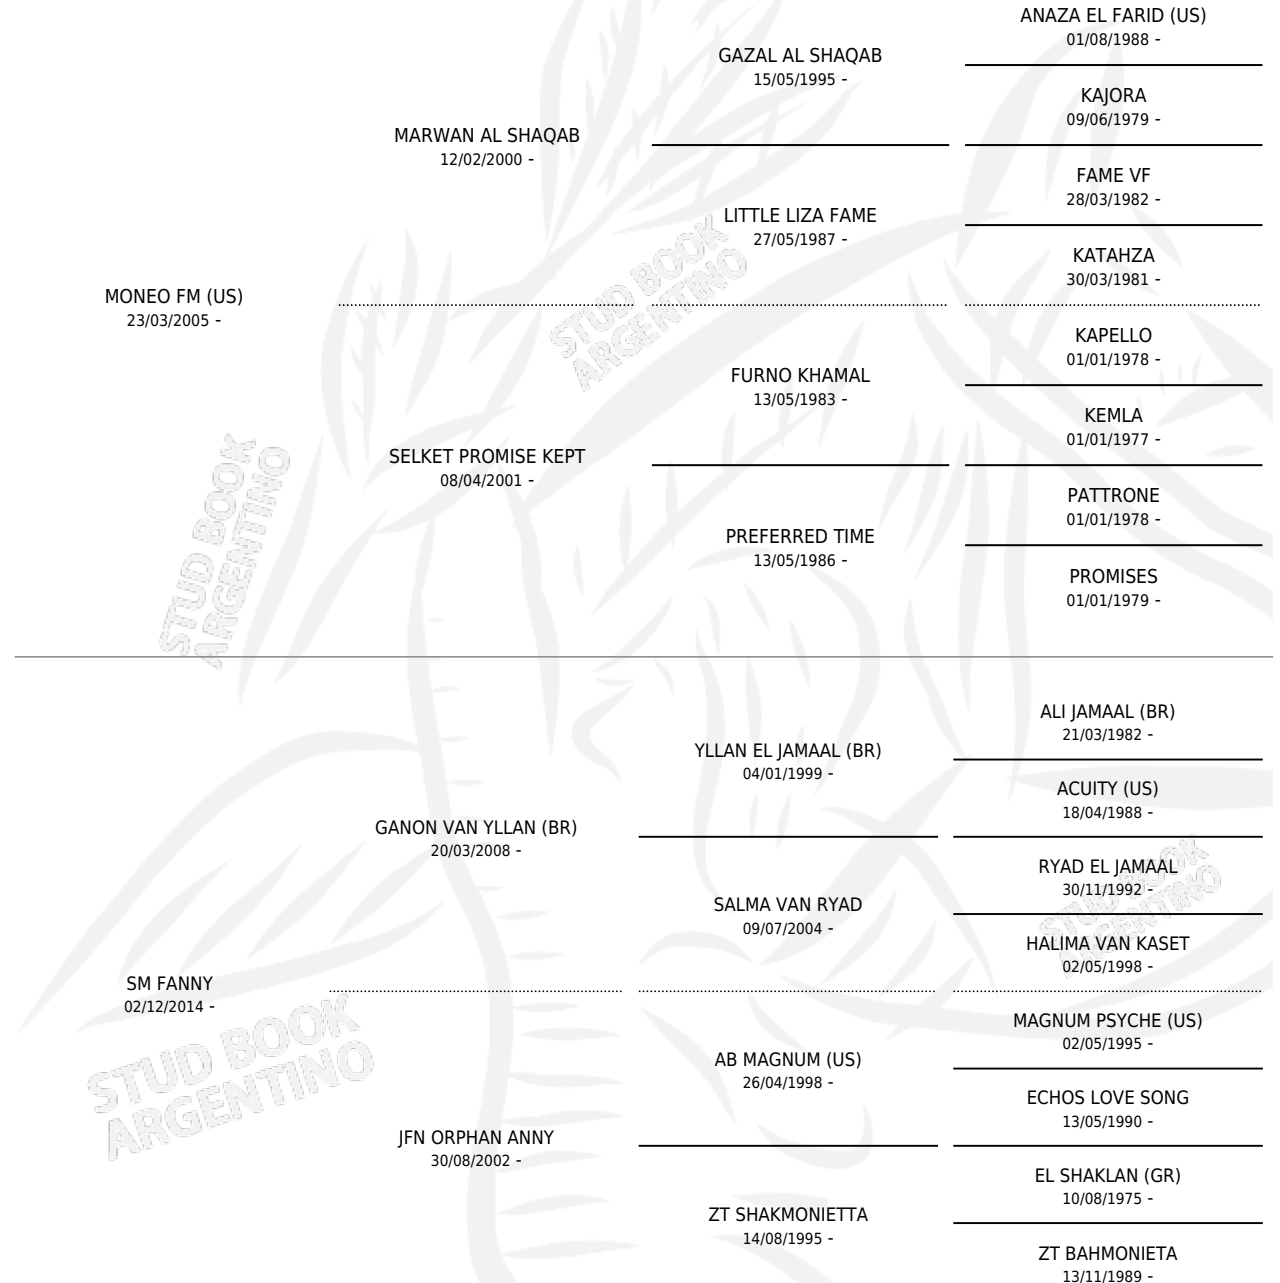 ANAZA EL FARID (US)
01/08/1988 -
GAZAL AL SHAQAB
15/05/1995 -
KAJORA
09/06/1979 -
MARWAN AL SHAQAB
12/02/2000 -
FAME VF
28/03/1982 -
LITTLE LIZA FAME
27/05/1987 -
KATAHZA
30/03/1981 -
MONEO FM (US)
23/03/2005 -
KAPELLO
01/01/1978 -
FURNO KHAMAL
13/05/1983 -
KEMLA
01/01/1977 -
SELKET PROMISE KEPT
08/04/2001 -
PATTRONE
01/01/1978 -
PREFERRED TIME
13/05/1986 -
PROMISES
01/01/1979 -
ALI JAMAAL (BR)
21/03/1982 -
YLLAN EL JAMAAL (BR)
04/01/1999 -
ACUITY (US)
18/04/1988 -
GANON VAN YLLAN (BR)
20/03/2008 -
RYAD EL JAMAAL
30/11/1992 -
SALMA VAN RYAD
09/07/2004 -
HALIMA VAN KASET
02/05/1998 -
SM FANNY
02/12/2014 -
MAGNUM PSYCHE (US)
02/05/1995 -
AB MAGNUM (US)
26/04/1998 -
ECHOS LOVE SONG
13/05/1990 -
JFN ORPHAN ANNY
30/08/2002 -
EL SHAKLAN (GR)
10/08/1975 -
ZT SHAKMONIETTA
14/08/1995 -
ZT BAHMONIETA
13/11/1989 -
STUD BOOK
ARGENTINO
STUD BOOK
ARGENTINO
STUD BOOK
ARGENTINO
STUD BOOK
ARGENTINO